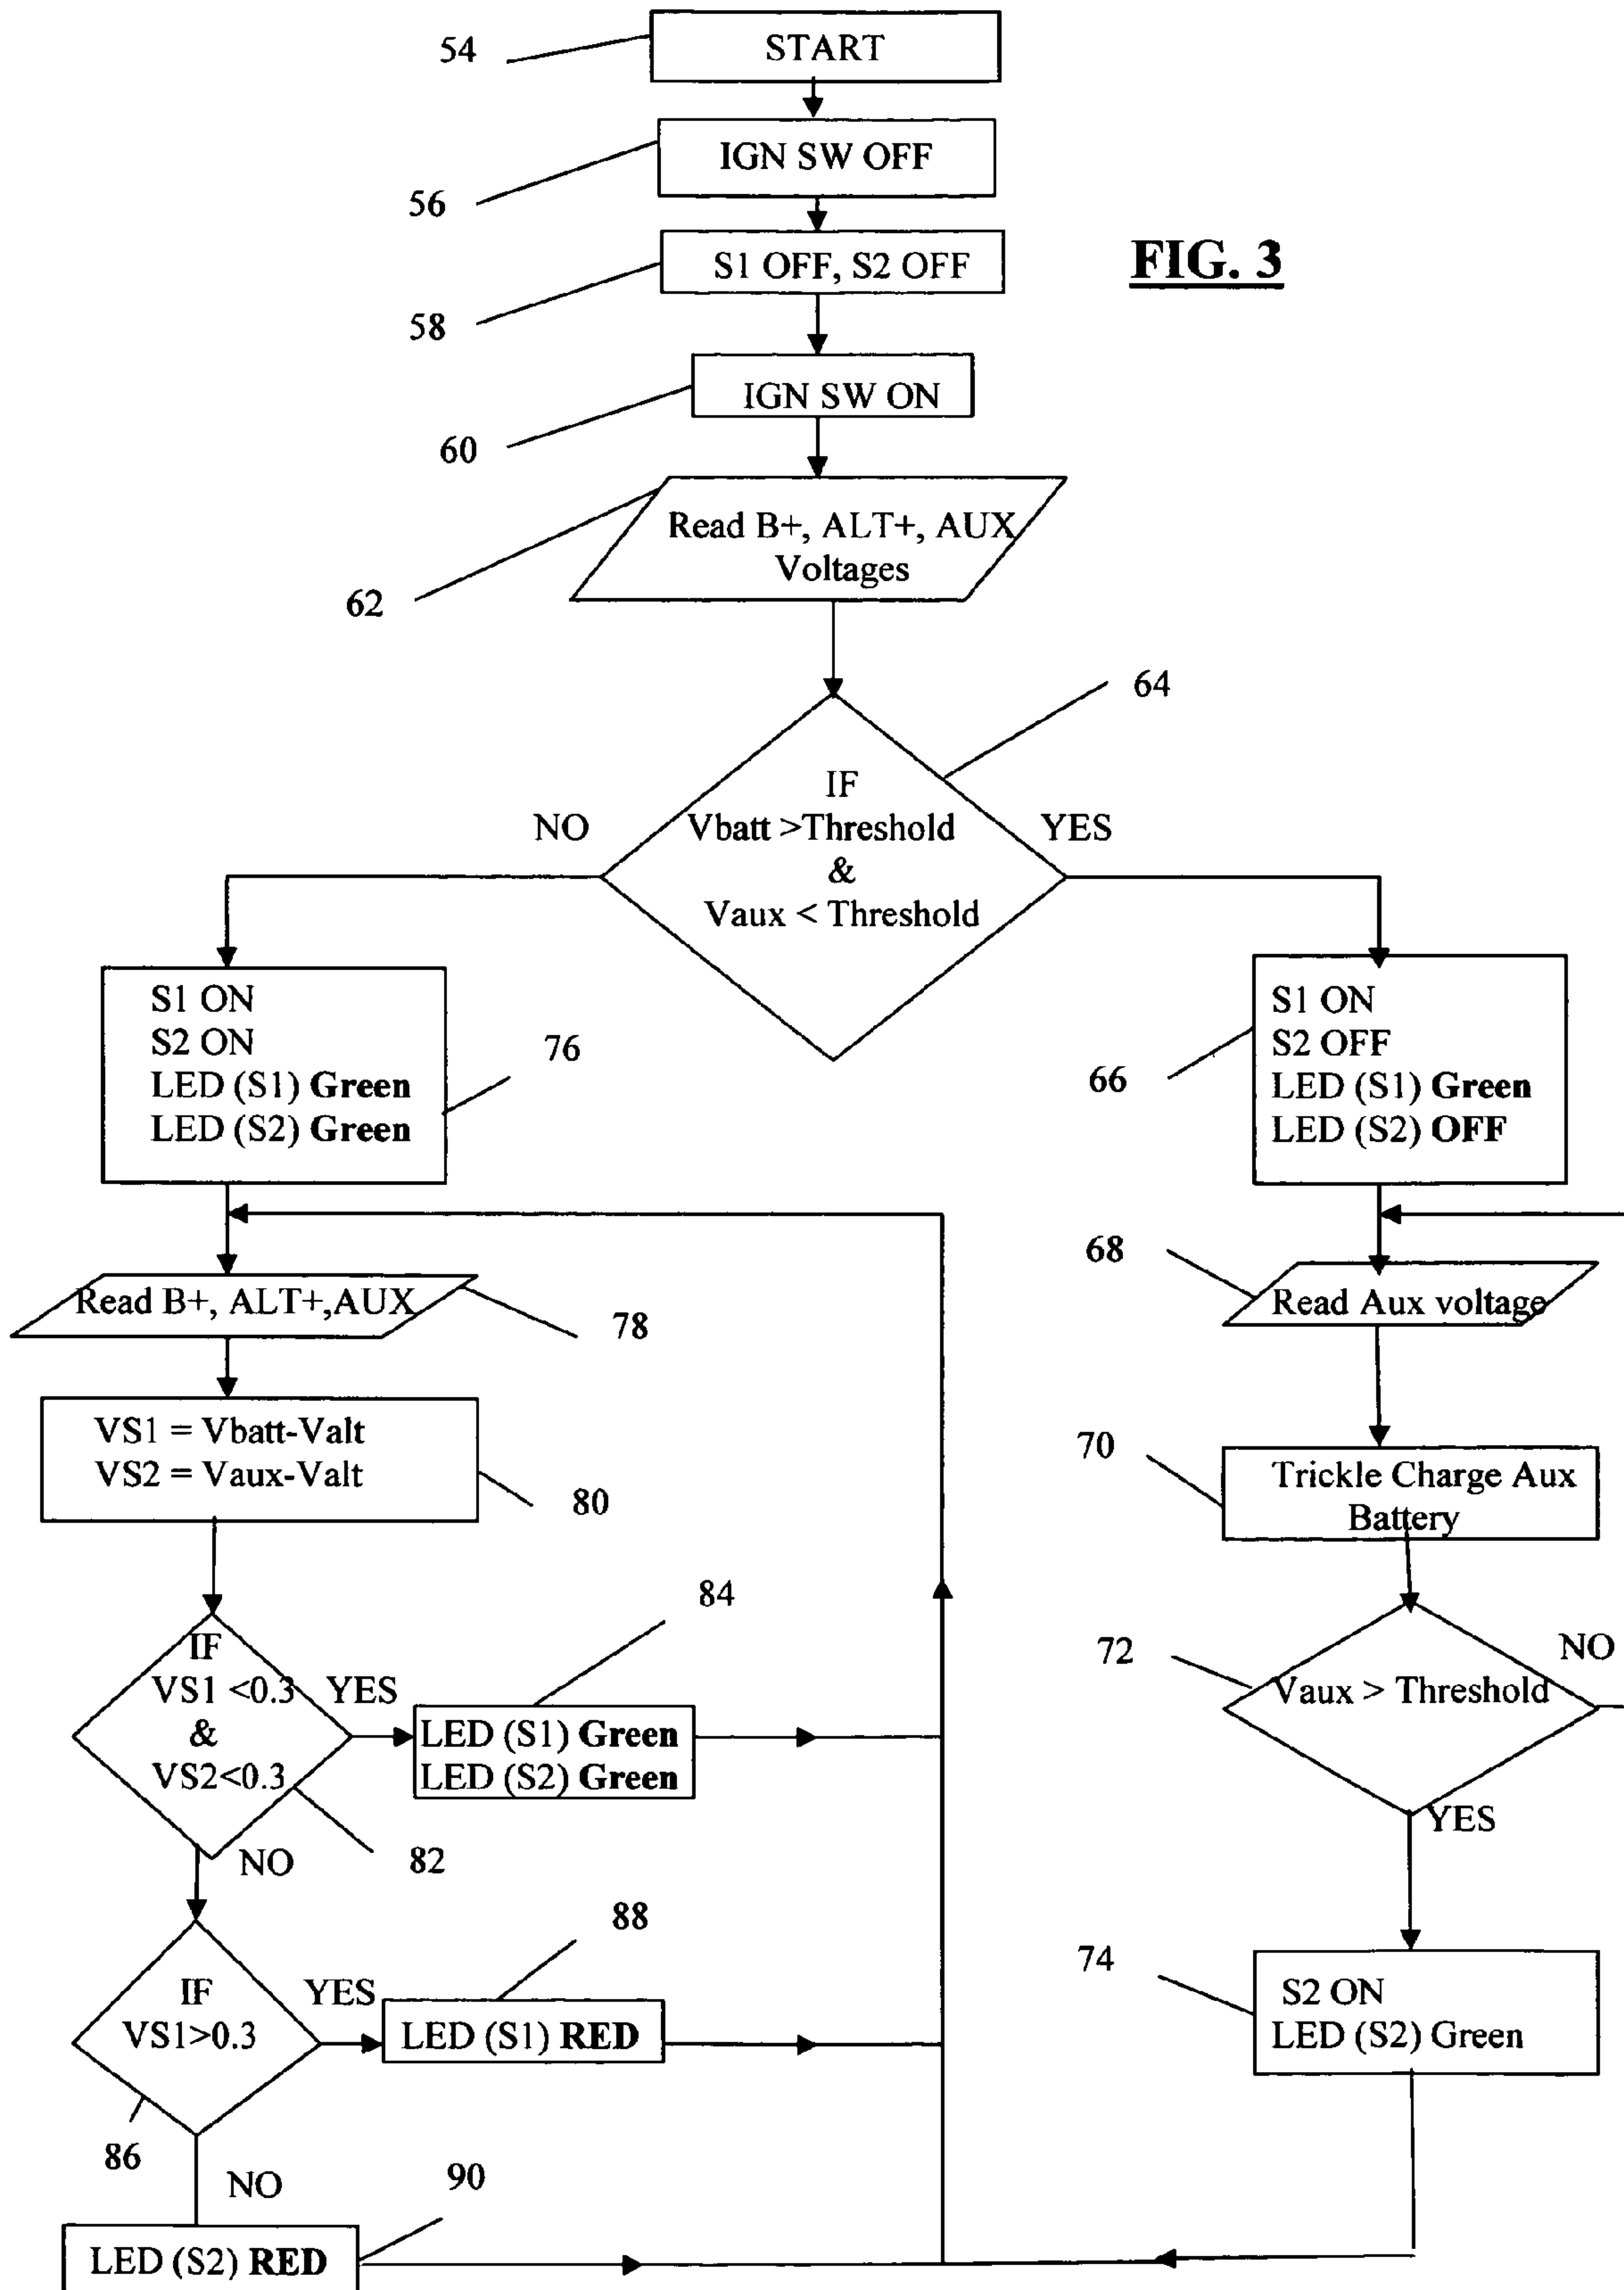 54
START
IGN SW OFF
56
S1 OFF, S2 OFF
FIG. 3
58
IGN SW ON
60
Read B+, ALT+, AUX
Voltages
62
64
IF
Vbatt >Threshold
&
Vaux < Threshold
NO
YES
S1 ON
S2 ON
LED (S1) Green
LED (S2) Green
76
66
S1 ON
S2 OFF
LED (S1) Green
LED (S2) OFF
Read B+, ALT+,AUX
78
68
Read Aux voltage
VS1 = Vbatt-Valt
VS2 = Vaux-Valt
80
70
Trickle Charge Aux
Battery
IF
VS1 <0.3
&
VS2<0.3
YES
84
LED (S1) Green
LED (S2) Green
82
NO
72
Vaux > Threshold
NO
YES
IF
VS1>0.3
YES
88
LED (S1) RED
86
NO
74
S2 ON
LED (S2) Green
90
LED (S2) RED